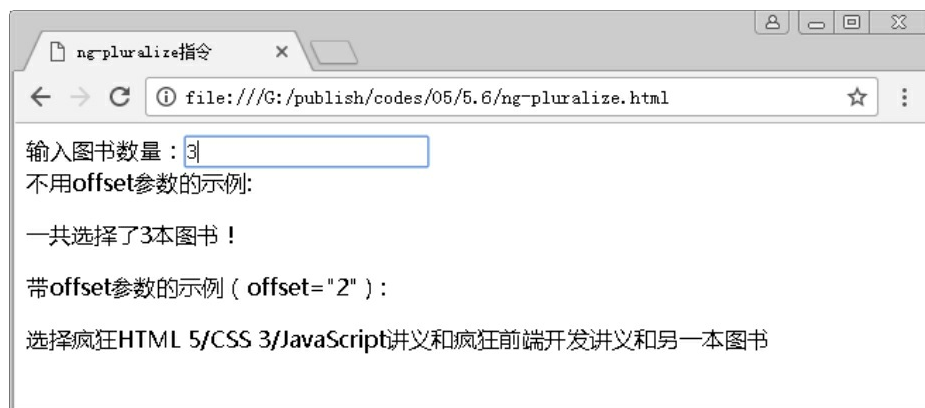 ng-pluralize指令
file:///G:/publish/codes/05/5.6/ng-pluralize.html
输入图书数量：3
不用offset参数的示例:
一共选择了3本图书！
带offset参数的示例（offset="2"）：
选择疯狂HTML 5/CSS 3/JavaScript讲义和疯狂前端开发讲义和另一本图书